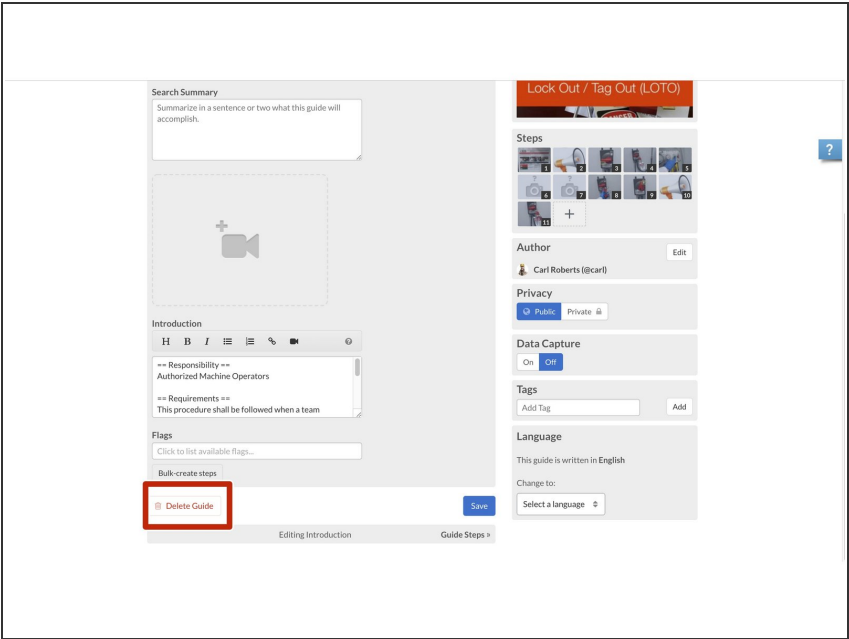 Search Summary
Summarize in a sentence or two what this guide will
accomplish.
Introduction
H B I
== Responsibility ==
Authorized Machine Operators
== Requirements ==
This procedure shall be followed when a team
Flags
Click to list available flags...
Bulk-create steps
Delete Guide
Save
Editing Introduction
Guide Steps »
Lock Out / Tag Out (LOTO)
DANGER
Steps
1 2 3 4 5
6 7 8 9 10
11 +
Author
Edit
Carl Roberts (@carl)
Privacy
Public Private
Data Capture
On Off
Tags
Add Tag
Add
Language
This guide is written in English
Change to:
Select a language
?